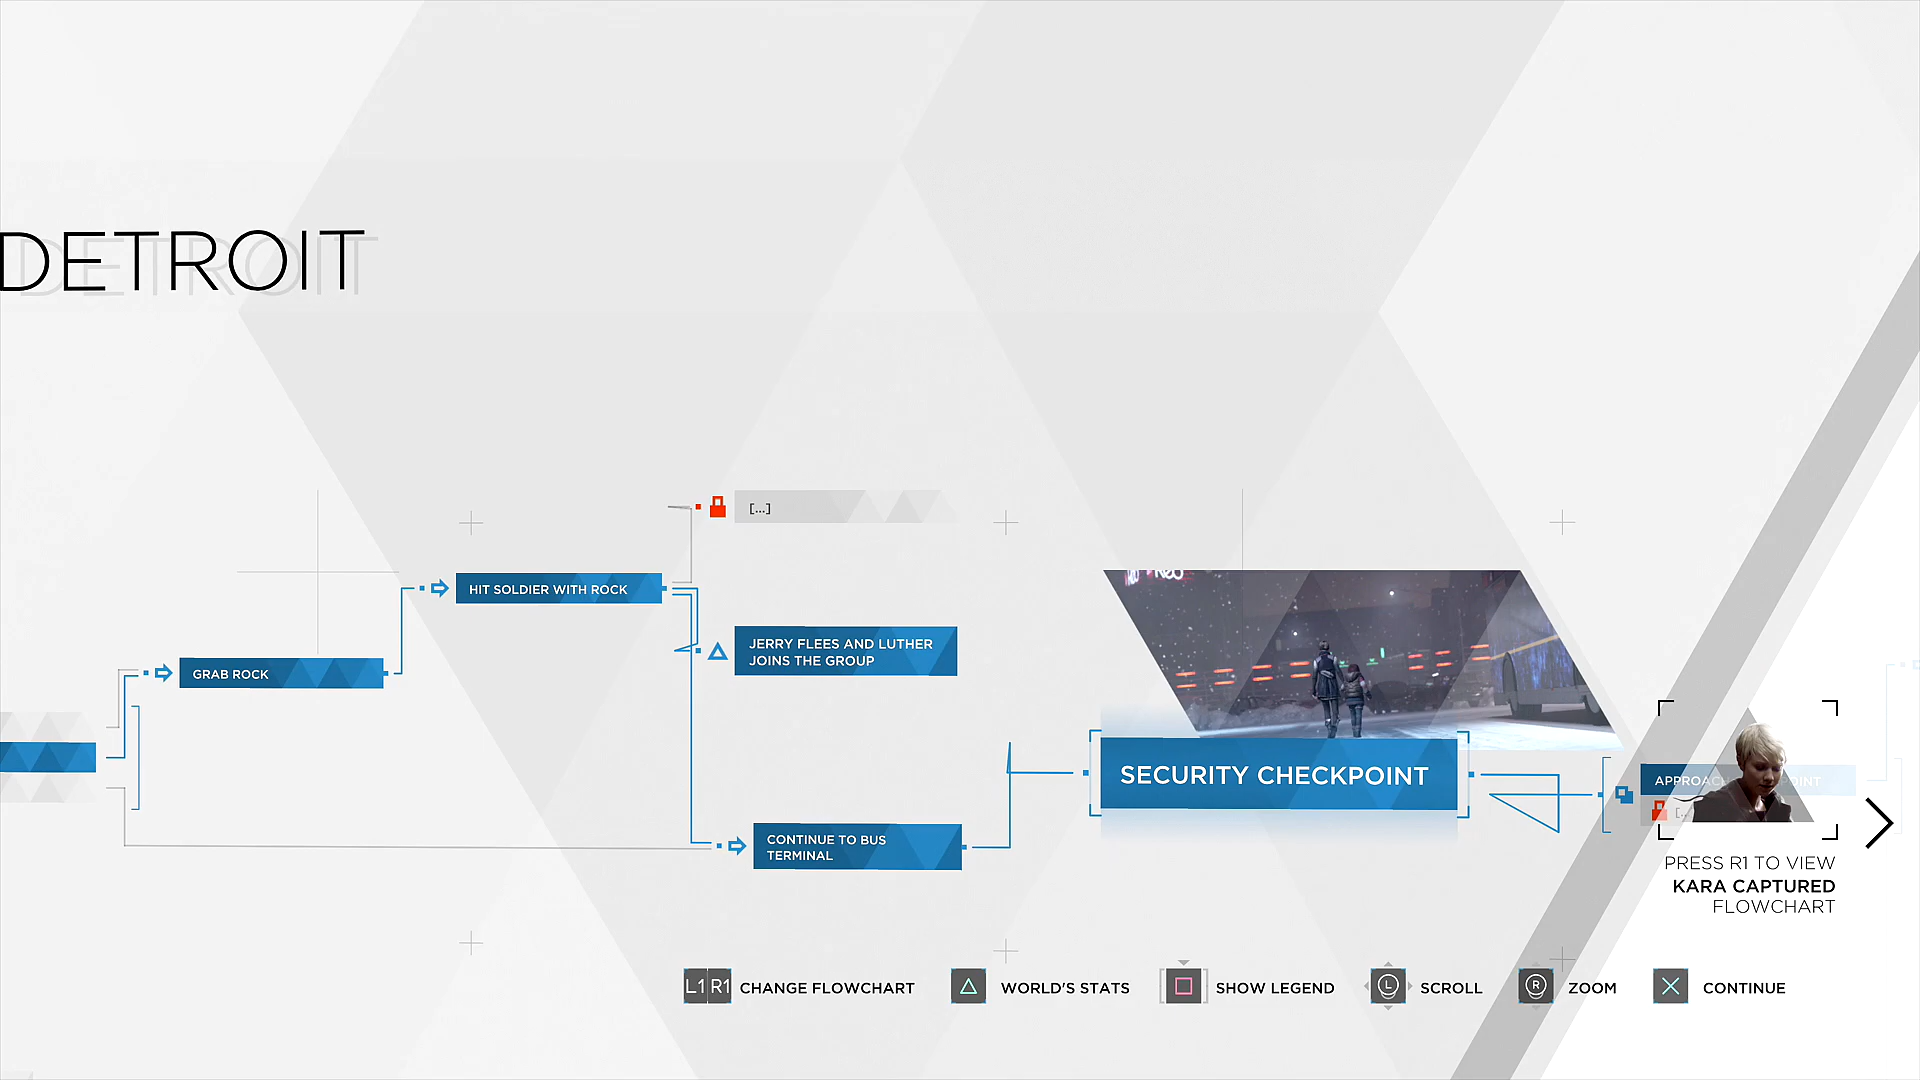 DETROIT
[...]
HIT SOLDIER WITH ROCK
JERRY FLEES AND LUTHER
JOINS THE GROUP
GRAB ROCK
SECURITY CHECKPOINT
CONTINUE TO BUS
TERMINAL
PRESS R1 TO VIEW
KARA CAPTURED
FLOWCHART
L1 R1 CHANGE FLOWCHART
WORLD'S STATS
SHOW LEGEND
L SCROLL
R ZOOM
CONTINUE